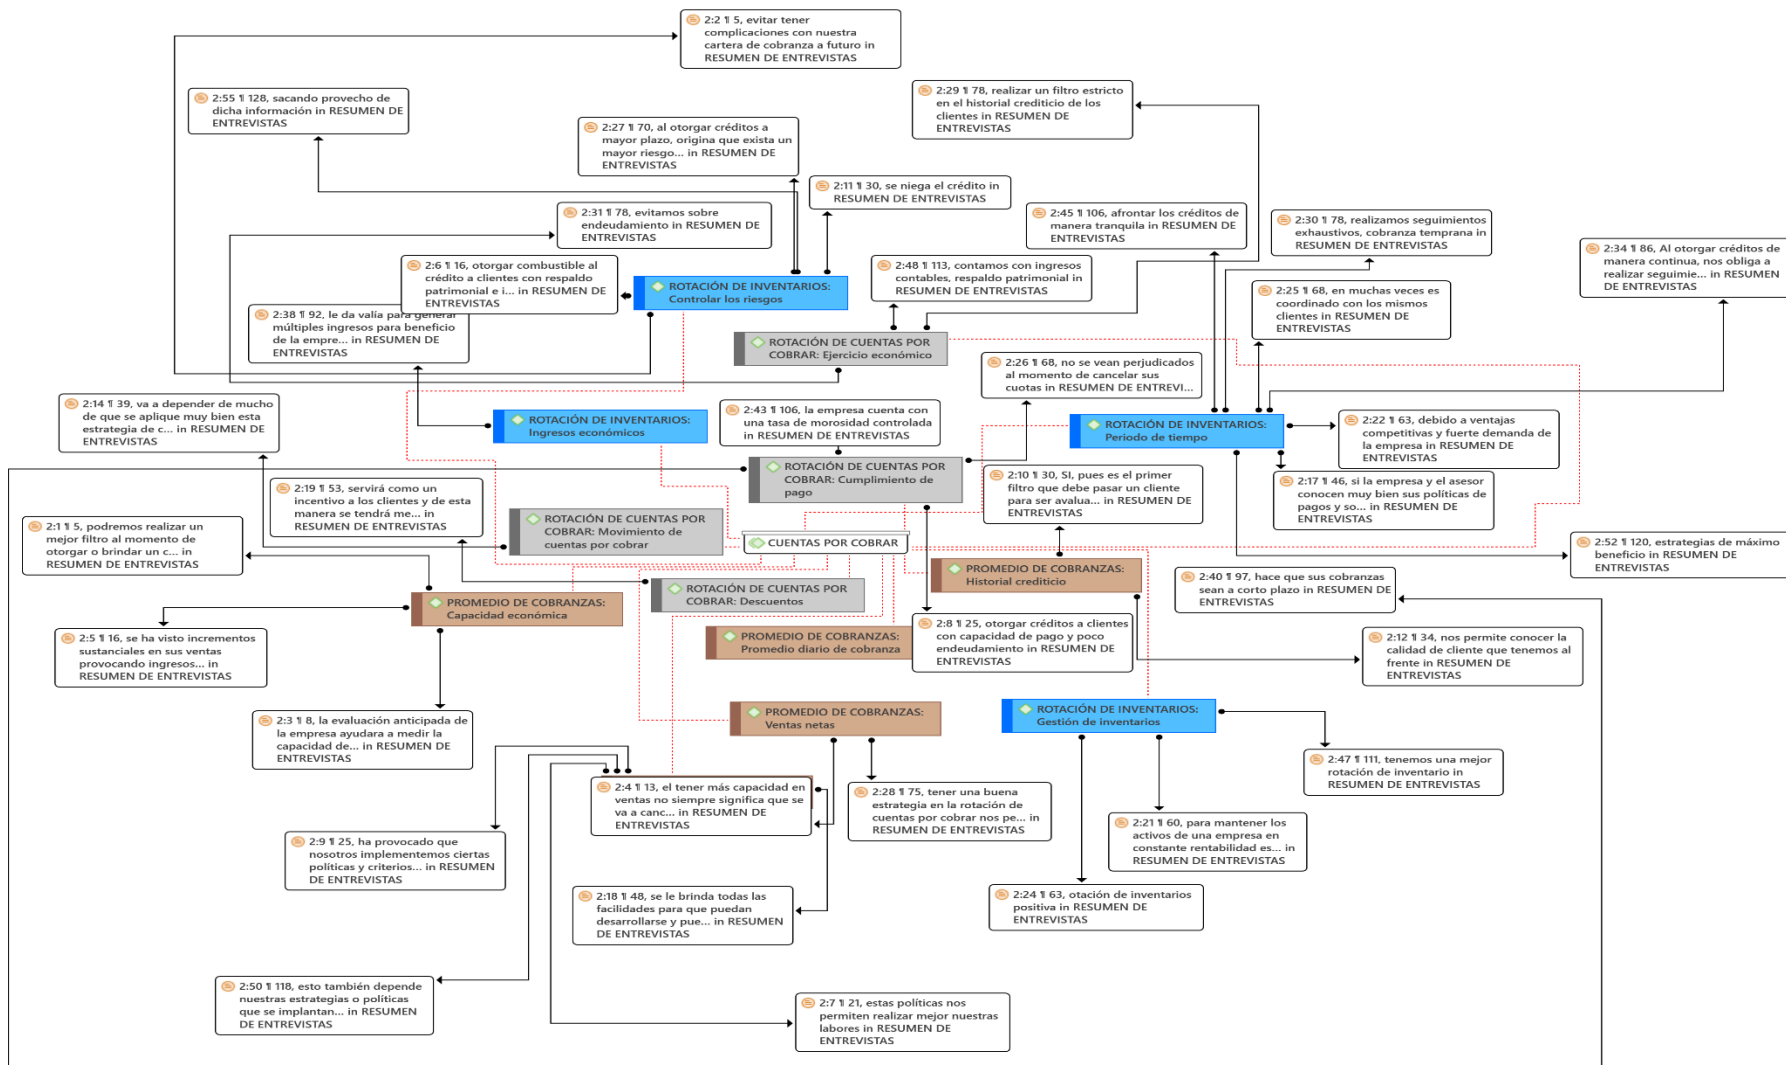 2:2 ¶ 5, evitar tener
complicaciones con nuestra
cartera de cobranza a futuro in
RESUMEN DE ENTREVISTAS
2:55 ¶ 128, sacando provecho de
dicha información in RESUMEN DE
ENTREVISTAS
2:27 ¶ 70, al otorgar créditos a
mayor plazo, origina que exista un
mayor riesgo... in RESUMEN DE
ENTREVISTAS
2:29 ¶ 78, realizar un filtro estricto
en el historial crediticio de los
clientes in RESUMEN DE
ENTREVISTAS
2:11 ¶ 30, se niega el crédito in
RESUMEN DE ENTREVISTAS
2:31 ¶ 78, evitamos sobre
endeudamiento in RESUMEN DE
ENTREVISTAS
2:45 ¶ 106, afrontar los créditos de
manera tranquila in RESUMEN DE
ENTREVISTAS
2:30 ¶ 78, realizamos seguimientos
exhaustivos, cobranza temprana in
RESUMEN DE ENTREVISTAS
2:34 ¶ 86, Al otorgar créditos de
manera continua, nos obliga a
realizar seguimie... in RESUMEN
DE ENTREVISTAS
2:6 ¶ 16, otorgar combustible al
crédito a clientes con respaldo
patrimonial e i... in RESUMEN DE
ENTREVISTAS
ROTACIÓN DE INVENTARIOS:
Controlar los riesgos
2:48 ¶ 113, contamos con ingresos
contables, respaldo patrimonial in
RESUMEN DE ENTREVISTAS
2:25 ¶ 68, en muchas veces es
coordinado con los mismos
clientes in RESUMEN DE
ENTREVISTAS
2:38 ¶ 92, le da valía para generar
múltiples ingresos para beneficio
de la empre... in RESUMEN DE
ENTREVISTAS
ROTACIÓN DE CUENTAS POR
COBRAR: Ejercicio económico
2:26 ¶ 68, no se vean perjudicados
al momento de cancelar sus
cuotas in RESUMEN DE ENTREVI...
2:14 ¶ 39, va a depender de mucho
de que se aplique muy bien esta
estrategia de c... in RESUMEN DE
ENTREVISTAS
ROTACIÓN DE INVENTARIOS:
Ingresos económicos
2:43 ¶ 106, la empresa cuenta con
una tasa de morosidad controlada
in RESUMEN DE ENTREVISTAS
ROTACIÓN DE INVENTARIOS:
Periodo de tiempo
2:22 ¶ 63, debido a ventajas
competitivas y fuerte demanda de
la empresa in RESUMEN DE
ENTREVISTAS
ROTACIÓN DE CUENTAS POR
COBRAR: Cumplimiento de
pago
2:10 ¶ 30, SI, pues es el primer
filtro que debe pasar un cliente
para ser avalua... in RESUMEN DE
ENTREVISTAS
2:17 ¶ 46, si la empresa y el asesor
conocen muy bien sus políticas de
pagos y so... in RESUMEN DE
ENTREVISTAS
2:19 ¶ 53, servirá como un
incentivo a los clientes y de esta
manera se tendrá me... in
RESUMEN DE ENTREVISTAS
2:1 ¶ 5, podremos realizar un
mejor filtro al momento de
otorgar o brindar un c... in
RESUMEN DE ENTREVISTAS
ROTACIÓN DE CUENTAS POR
COBRAR: Movimiento de
cuentas por cobrar
CUENTAS POR COBRAR
2:52 ¶ 120, estrategias de máximo
beneficio in RESUMEN DE
ENTREVISTAS
PROMEDIO DE COBRANZAS:
Historial crediticio
2:40 ¶ 97, hace que sus cobranzas
sean a corto plazo in RESUMEN DE
ENTREVISTAS
ROTACIÓN DE CUENTAS POR
COBRAR: Descuentos
PROMEDIO DE COBRANZAS:
Capacidad económica
2:5 ¶ 16, se ha visto incrementos
sustanciales en sus ventas
provocando ingresos... in
RESUMEN DE ENTREVISTAS
PROMEDIO DE COBRANZAS:
Promedio diario de cobranza
2:8 ¶ 25, otorgar créditos a clientes
con capacidad de pago y poco
endeudamiento in RESUMEN DE
ENTREVISTAS
2:12 ¶ 34, nos permite conocer la
calidad de cliente que tenemos al
frente in RESUMEN DE
ENTREVISTAS
2:3 ¶ 8, la evaluación anticipada de
la empresa ayudara a medir la
capacidad de... in RESUMEN DE
ENTREVISTAS
PROMEDIO DE COBRANZAS:
Ventas netas
ROTACIÓN DE INVENTARIOS:
Gestión de inventarios
2:47 ¶ 111, tenemos una mejor
rotación de inventario in
RESUMEN DE ENTREVISTAS
2:4 ¶ 13, el tener más capacidad en
ventas no siempre significa que se
va a canc... in RESUMEN DE
ENTREVISTAS
2:28 ¶ 75, tener una buena
estrategia en la rotación de
cuentas por cobrar nos pe... in
RESUMEN DE ENTREVISTAS
2:21 ¶ 60, para mantener los
activos de una empresa en
constante rentabilidad es... in
RESUMEN DE ENTREVISTAS
2:9 ¶ 25, ha provocado que
nosotros implementemos ciertas
políticas y criterios... in RESUMEN
DE ENTREVISTAS
2:18 ¶ 48, se le brinda todas las
facilidades para que puedan
desarrollarse y pue... in RESUMEN
DE ENTREVISTAS
2:24 ¶ 63, otación de inventarios
positiva in RESUMEN DE
ENTREVISTAS
2:50 ¶ 118, esto también depende
nuestras estrategias o políticas
que se implantan... in RESUMEN
DE ENTREVISTAS
2:7 ¶ 21, estas políticas nos
permiten realizar mejor nuestras
labores in RESUMEN DE
ENTREVISTAS